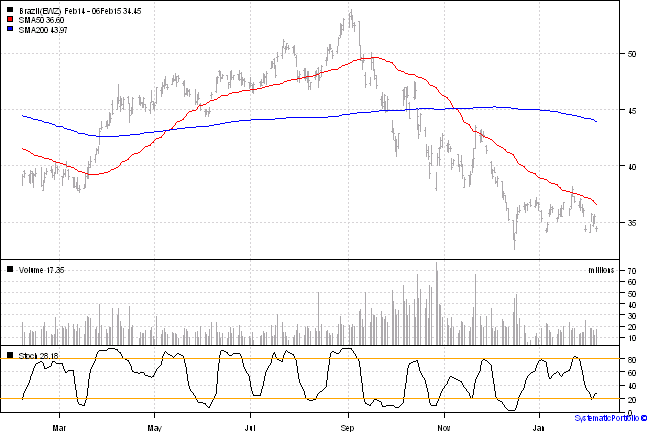 Brazil(EWZ) Feb14 - 06Feb15 34.45
SMA50 36.60
SMA200 43.97
50
45
40
35
Volume 17.35
millions
70
60
50
40
30
20
10
Stoch 28.18
80
60
40
20
0
Mar
May
Jul
Sep
Nov
Jan
SystematicPortfolio ©